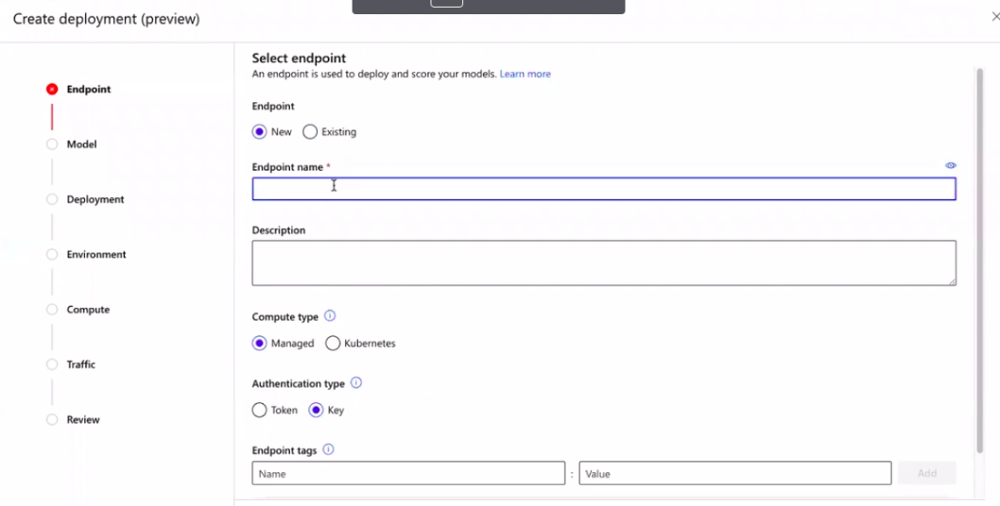 Create deployment (preview)
Endpoint
Model
Deployment
Environment
Compute
Traffic
Review
Select endpoint
An endpoint is used to deploy and score your models. Learn more
Endpoint
New Existing
Endpoint name *
Description
Compute type
Managed Kubernetes
Authentication type
Token Key
Endpoint tags
Name : Value Add